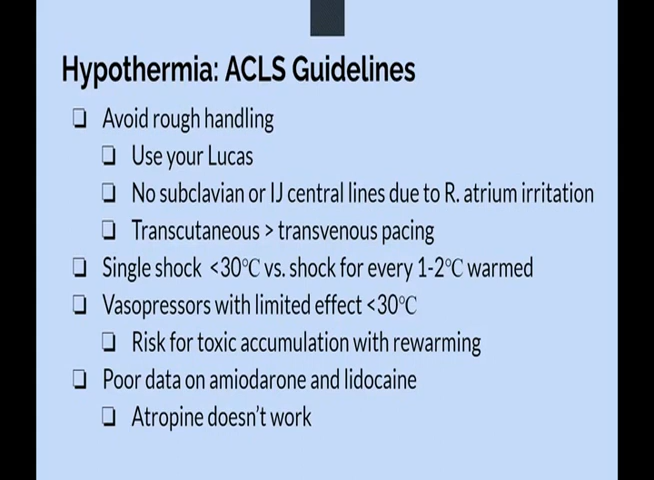 Hypothermia: ACLS Guidelines
❑ Avoid rough handling
❑ Use your Lucas
❑ No subclavian or IJ central lines due to R. atrium irritation
❑ Transcutaneous > transvenous pacing
❑ Single shock <30℃ vs. shock for every 1-2℃ warmed
❑ Vasopressors with limited effect <30℃
❑ Risk for toxic accumulation with rewarming
❑ Poor data on amiodarone and lidocaine
❑ Atropine doesn't work